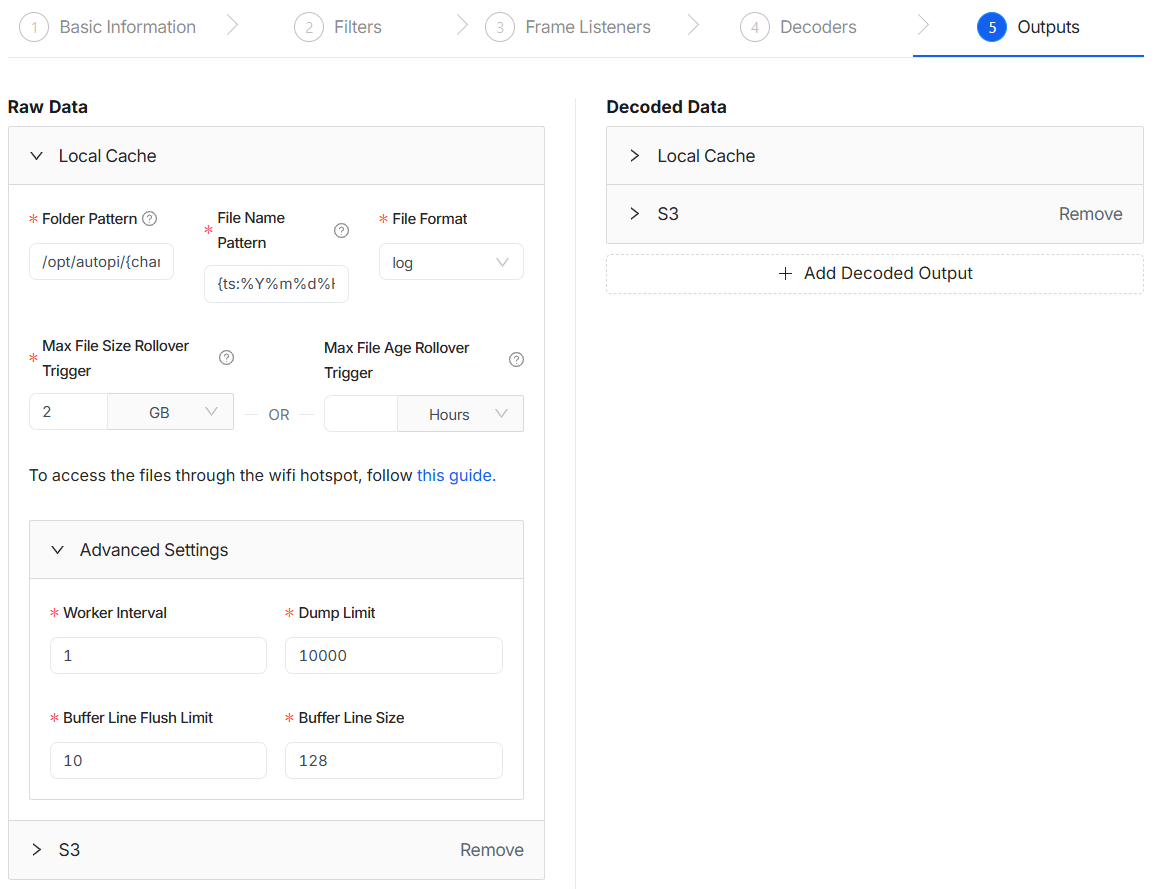 1 Basic Information
2 Filters
3 Frame Listeners
4 Decoders
5 Outputs
Raw Data
Local Cache
* Folder Pattern ?
/opt/autopi/{char
* File Name
Pattern ?
{ts:%Y%m%d%H
* File Format
log
* Max File Size Rollover
Trigger ?
2 GB
OR
Max File Age Rollover
Trigger ?
Hours
To access the files through the wifi hotspot, follow this guide.
Advanced Settings
* Worker Interval
1
* Dump Limit
10000
* Buffer Line Flush Limit
10
* Buffer Line Size
128
S3 Remove
Decoded Data
Local Cache
S3 Remove
+ Add Decoded Output